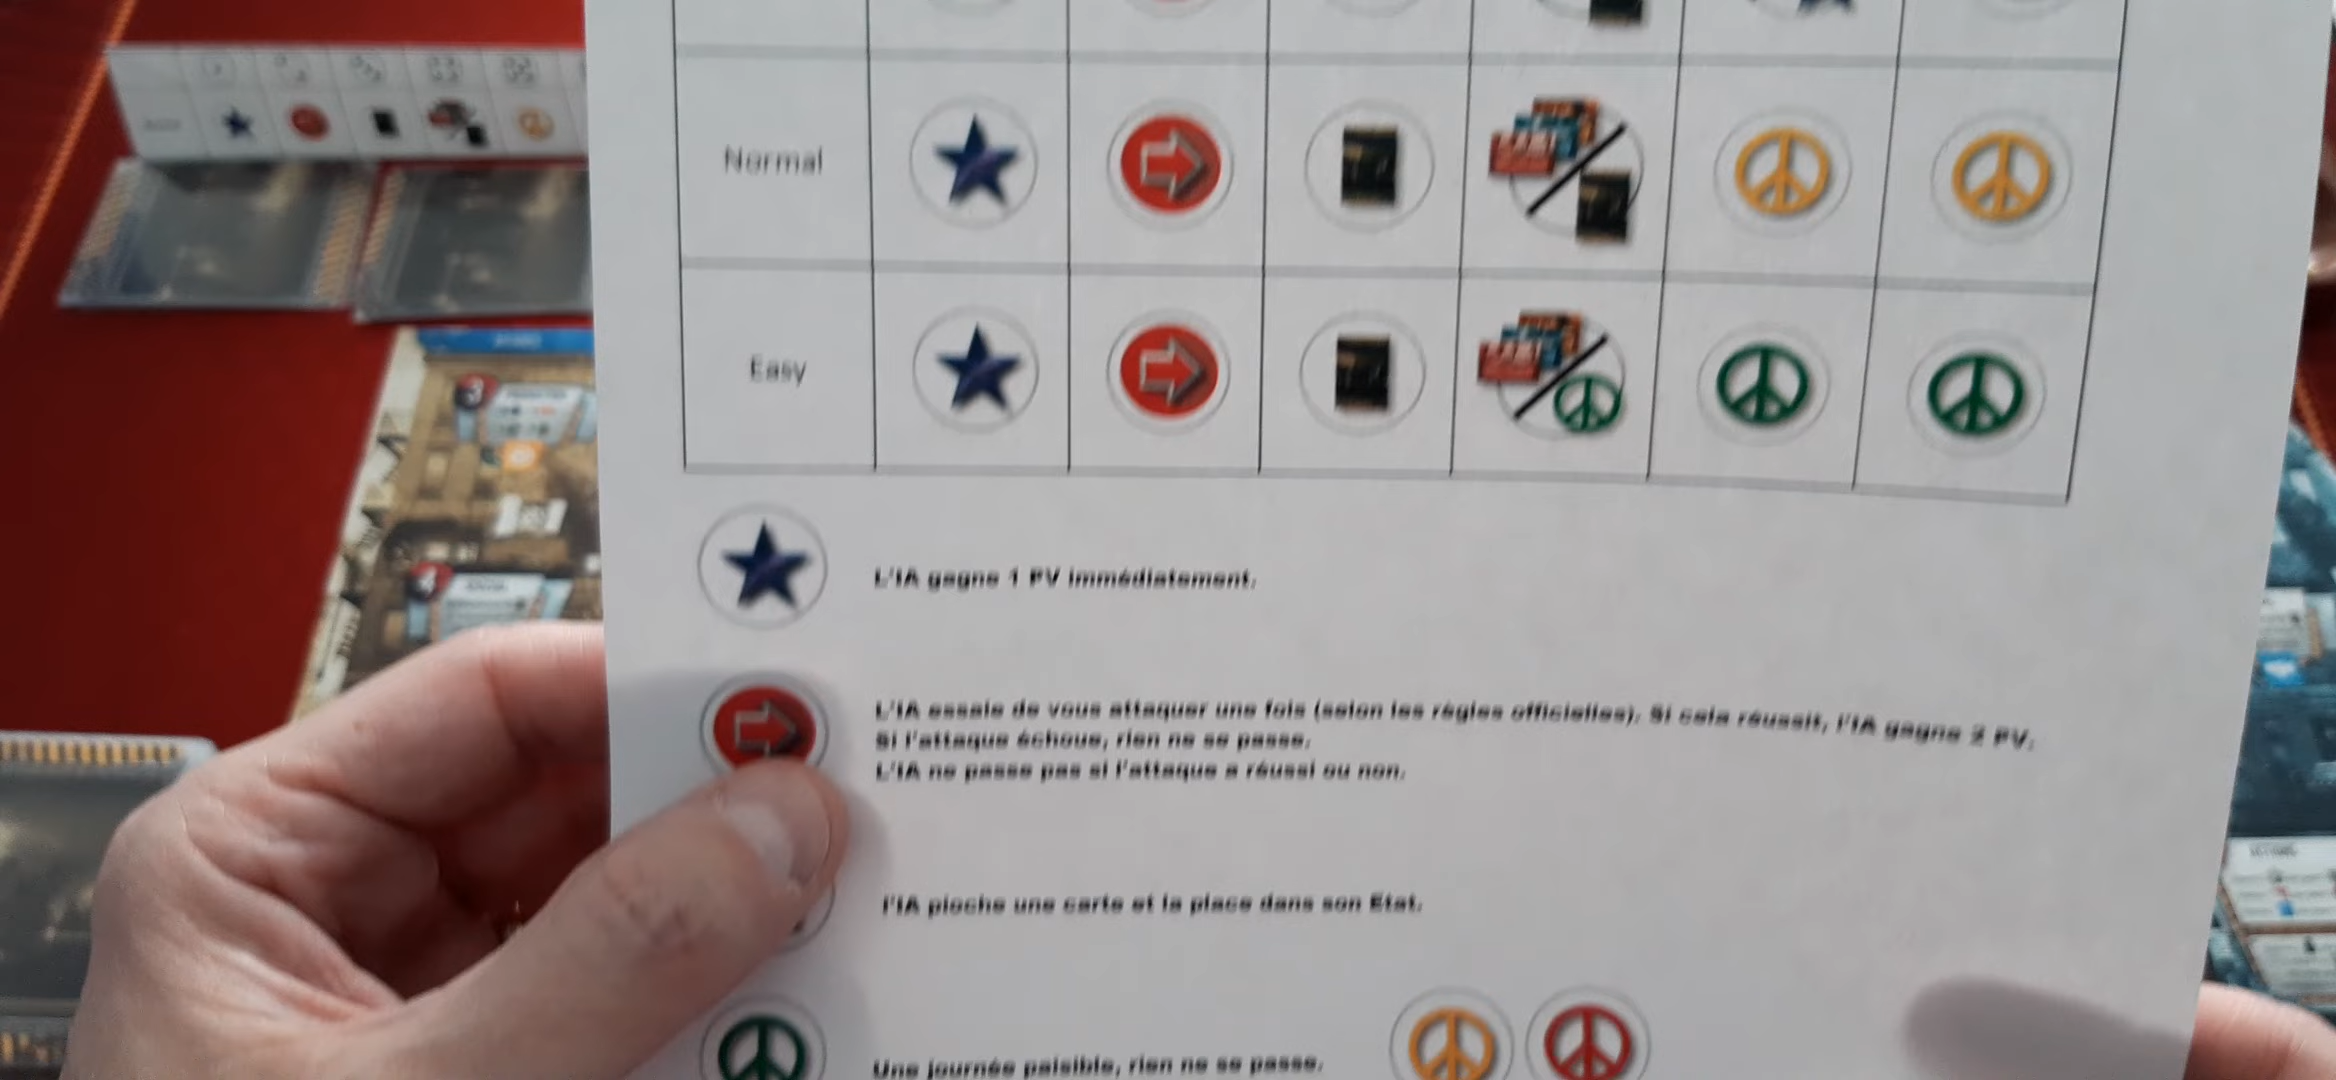 Normal
Easy
L'IA gagne 1 PV immédiatement.
L'IA essaie de vous attaquer une fois (selon les règles officielles). Si cela réussit, l'IA gagne 2 PV.
Si l'attaque échoue, rien ne se passe.
L'IA ne passe pas si l'attaque a réussi ou non.
l'IA pioche une carte et la place dans son Etat.
Une journée paisible, rien ne se passe.